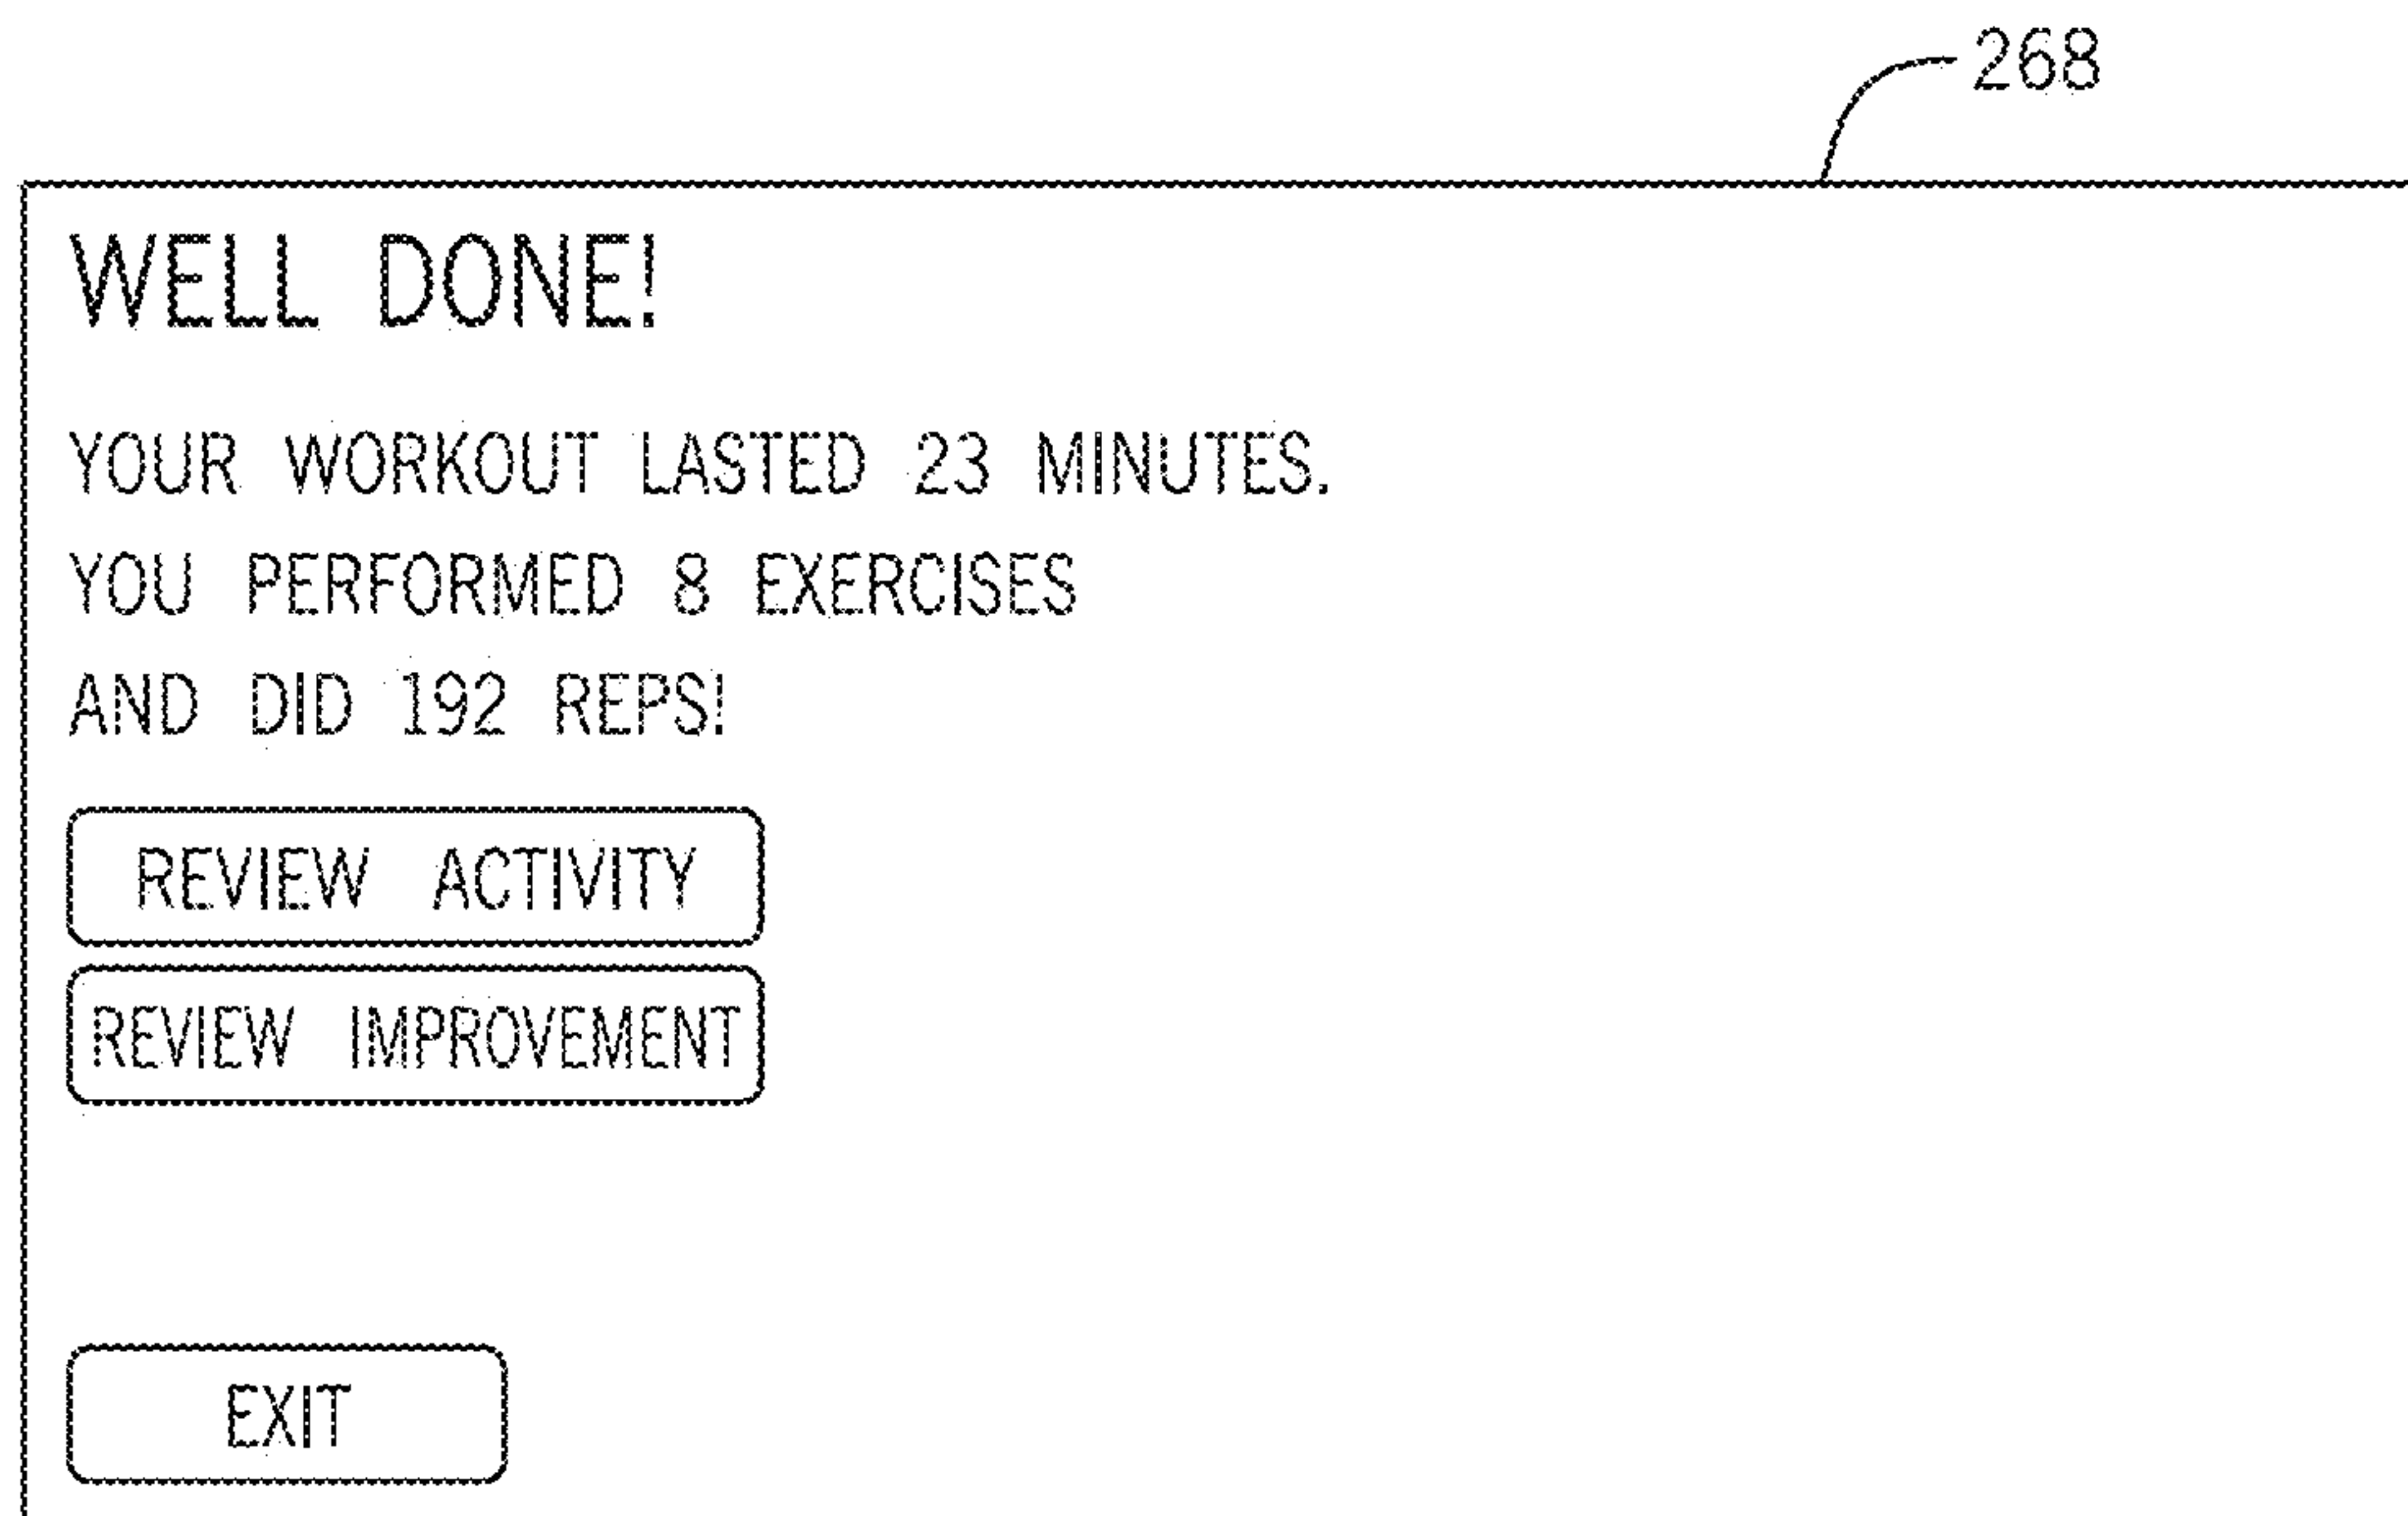 268
WELL DONE!
YOUR WORKOUT LASTED 23 MINUTES.
YOU PERFORMED 8 EXERCISES
AND DID 192 REPS!
REVIEW ACTIVITY
REVIEW IMPROVEMENT
EXIT